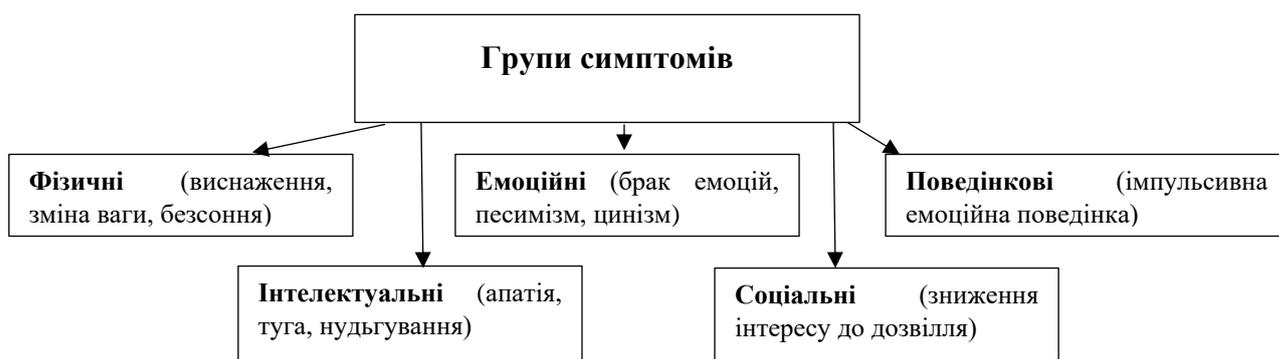 Групи симптомів
Фізичні (виснаження,
зміна ваги, безсоння)
Емоційні (брак емоцій,
песимізм, цинізм)
Поведінкові (імпульсивна
емоційна поведінка)
Інтелектуальні (апатія,
туга, нудьгування)
Соціальні (зниження
інтересу до дозвілля)